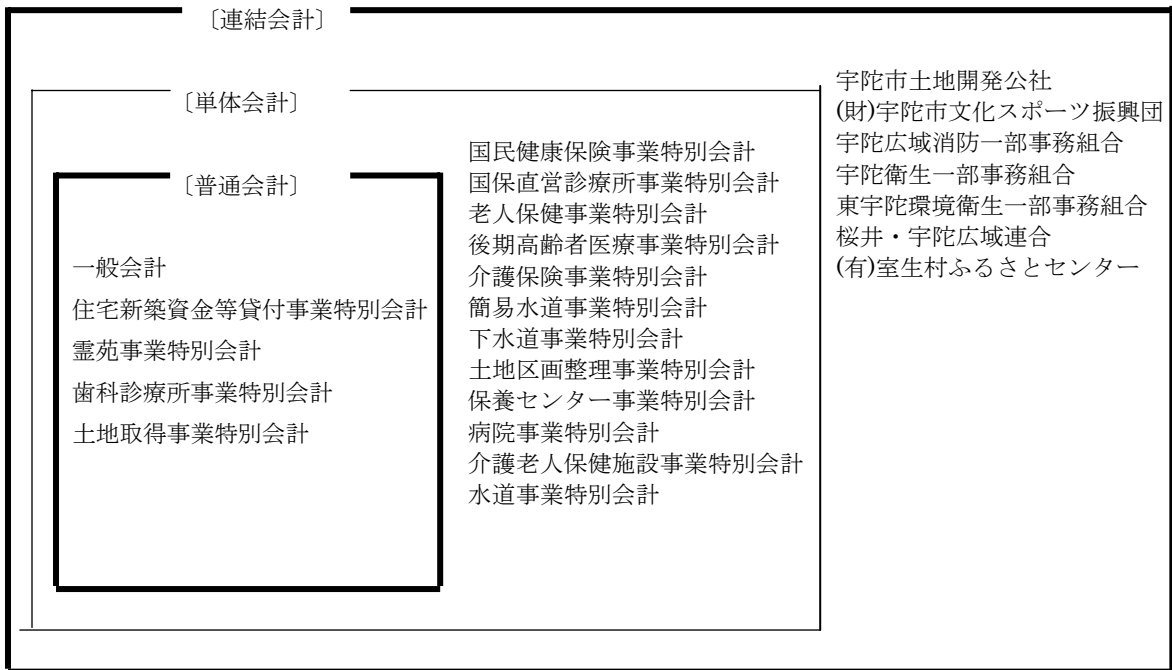 〔連結会計〕
〔単体会計〕
〔普通会計〕
一般会計
住宅新築資金等貸付事業特別会計
霊苑事業特別会計
歯科診療所事業特別会計
土地取得事業特別会計
国民健康保険事業特別会計
国保直営診療所事業特別会計
老人保健事業特別会計
後期高齢者医療事業特別会計
介護保険事業特別会計
簡易水道事業特別会計
下水道事業特別会計
土地区画整理事業特別会計
保養センター事業特別会計
病院事業特別会計
介護老人保健施設事業特別会計
水道事業特別会計
宇陀市土地開発公社
(財)宇陀市文化スポーツ振興団
宇陀広域消防一部事務組合
宇陀衛生一部事務組合
東宇陀環境衛生一部事務組合
桜井・宇陀広域連合
(有)室生村ふるさとセンター